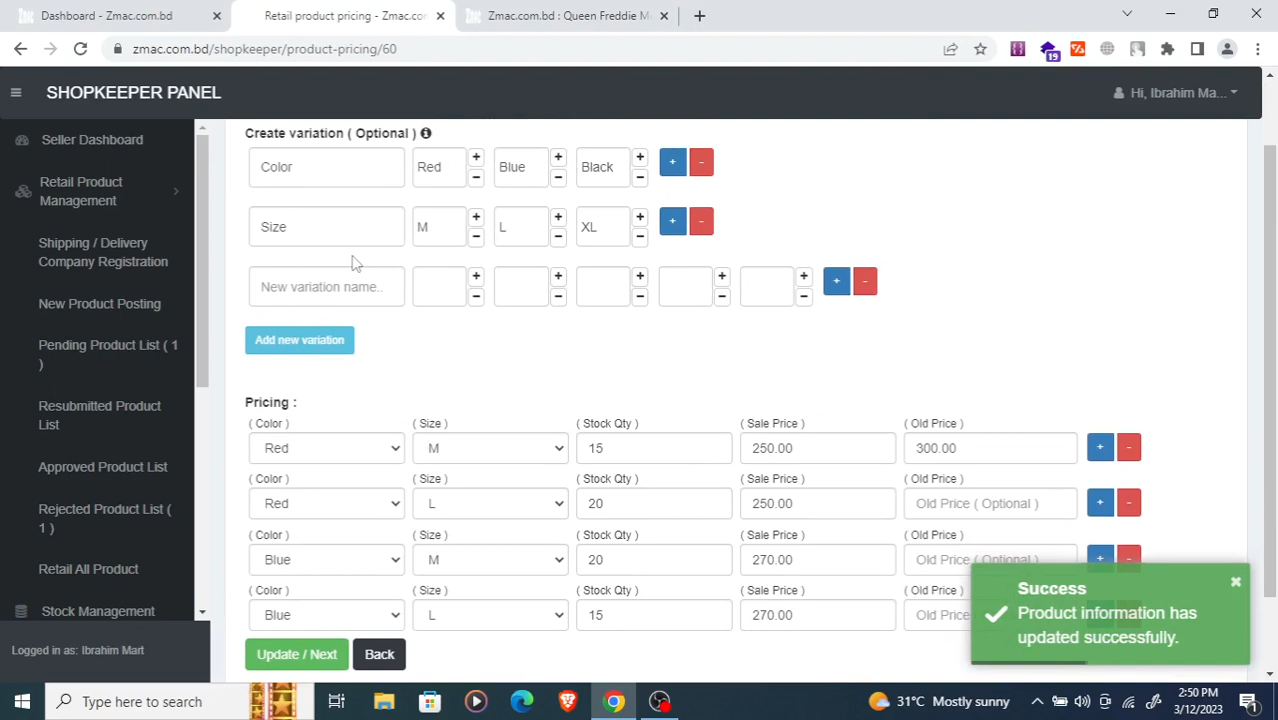 Dashboard - Zmac.com.bd
Retail product pricing - Zmac.com
Zmac.com.bd : Queen Freddie M
zmac.com.bd/shopkeeper/product-pricing/60
19
SHOPKEEPER PANEL
Hi, Ibrahim Ma...
Seller Dashboard
Retail Product
Management
Shipping / Delivery
Company Registration
New Product Posting
Pending Product List ( 1
)
Resubmitted Product
List
Approved Product List
Rejected Product List (
1 )
Retail All Product
Stock Management
Logged in as: Ibrahim Mart
Create variation ( Optional )
Color Red + - Blue + - Black + - + -
Size M + - L + - XL + - + -
New variation name.. + - + - + - + - + - + -
Add new variation
Pricing :
( Color ) ( Size ) ( Stock Qty ) ( Sale Price ) ( Old Price )
Red M 15 250.00 300.00 + -
( Color ) ( Size ) ( Stock Qty ) ( Sale Price ) ( Old Price )
Red L 20 250.00 Old Price ( Optional ) + -
( Color ) ( Size ) ( Stock Qty ) ( Sale Price ) ( Old Price )
Blue M 20 270.00 Old Price ( Optional ) + -
( Color ) ( Size ) ( Stock Qty ) ( Sale Price ) ( Old Price )
Blue L 15 270.00 Old
Update / Next Back
Success
Product information has
updated successfully.
Type here to search
31°C Mostly sunny
2:50 PM
3/12/2023
1